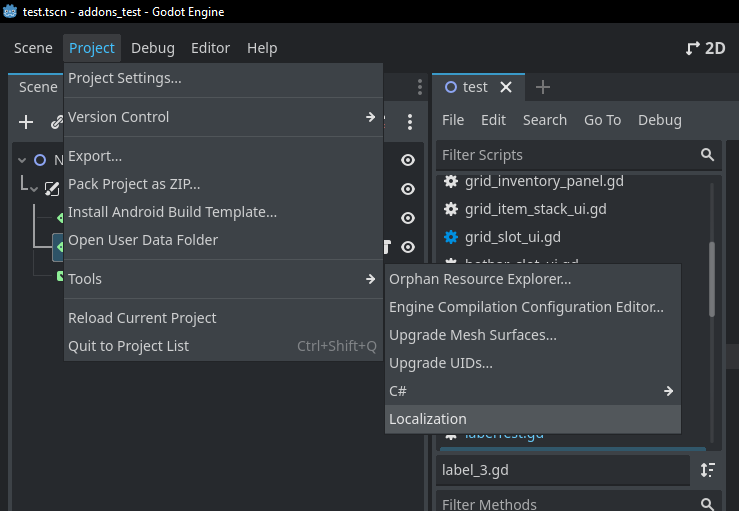 test.tscn - addons_test - Godot Engine
Scene Project Debug Editor Help 2D
Scene
Project Settings...
Version Control
Export...
Pack Project as ZIP...
Install Android Build Template...
Open User Data Folder
Tools
Reload Current Project
Quit to Project List Ctrl+Shift+Q
Orphan Resource Explorer...
Engine Compilation Configuration Editor...
Upgrade Mesh Surfaces...
Upgrade UIDs...
C#
Localization
test
File Edit Search Go To Debug
Filter Scripts
grid_inventory_panel.gd
grid_item_stack_ui.gd
grid_slot_ui.gd
label_3.gd
Filter Methods